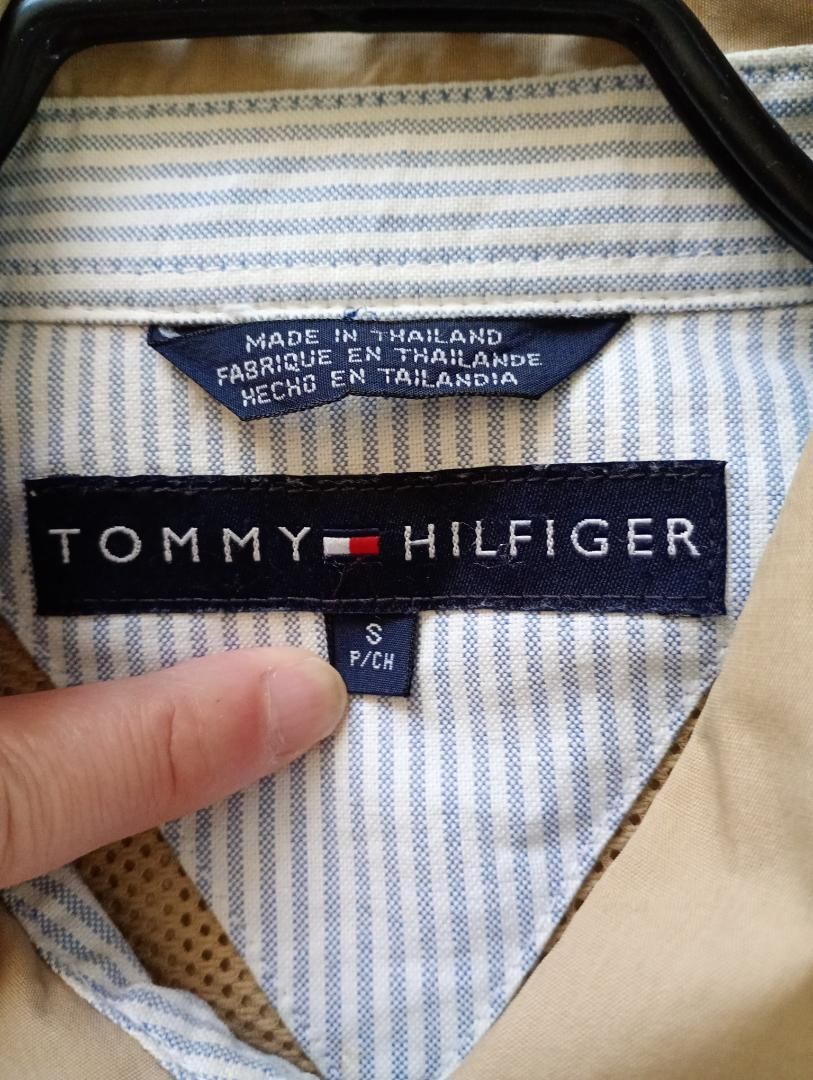 MADE IN THAILAND
FABRIQUE EN THAILANDE
HECHO EN TAILANDIA
TOMMY HILFIGER
S
P/CH